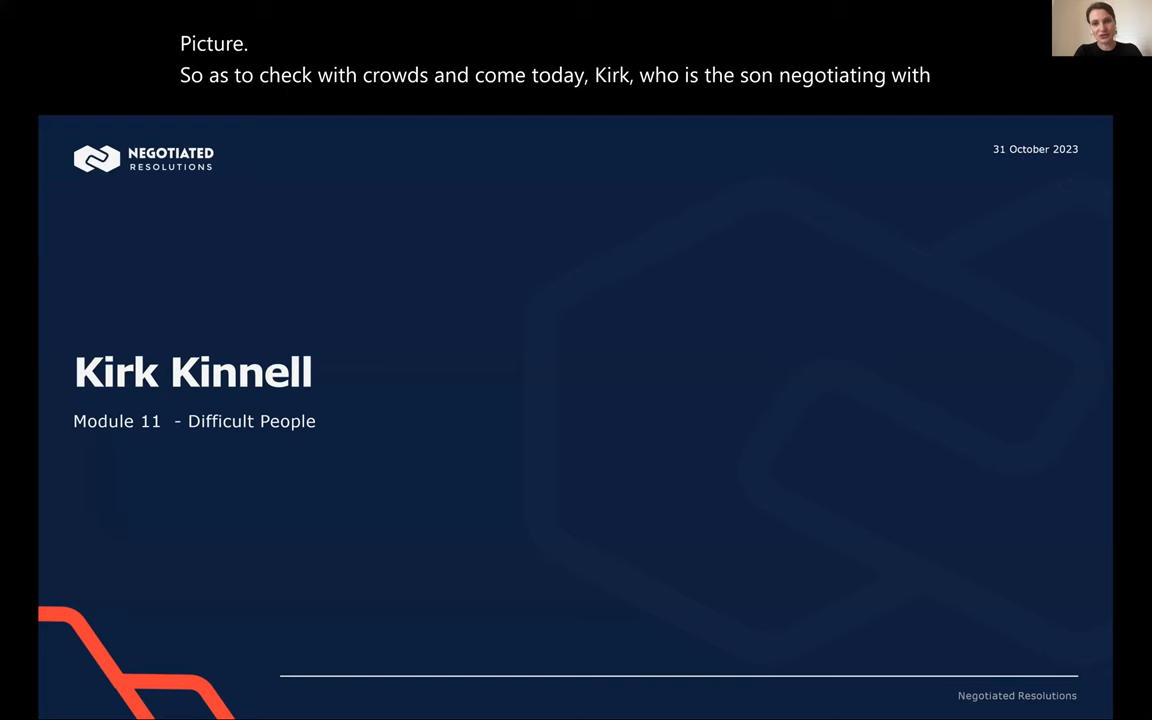 Picture.
So as to check with crowds and come today, Kirk, who is the son negotiating with
NEGOTIATED
RESOLUTIONS
31 October 2023
Kirk Kinnell
Module 11 - Difficult People
Negotiated Resolutions